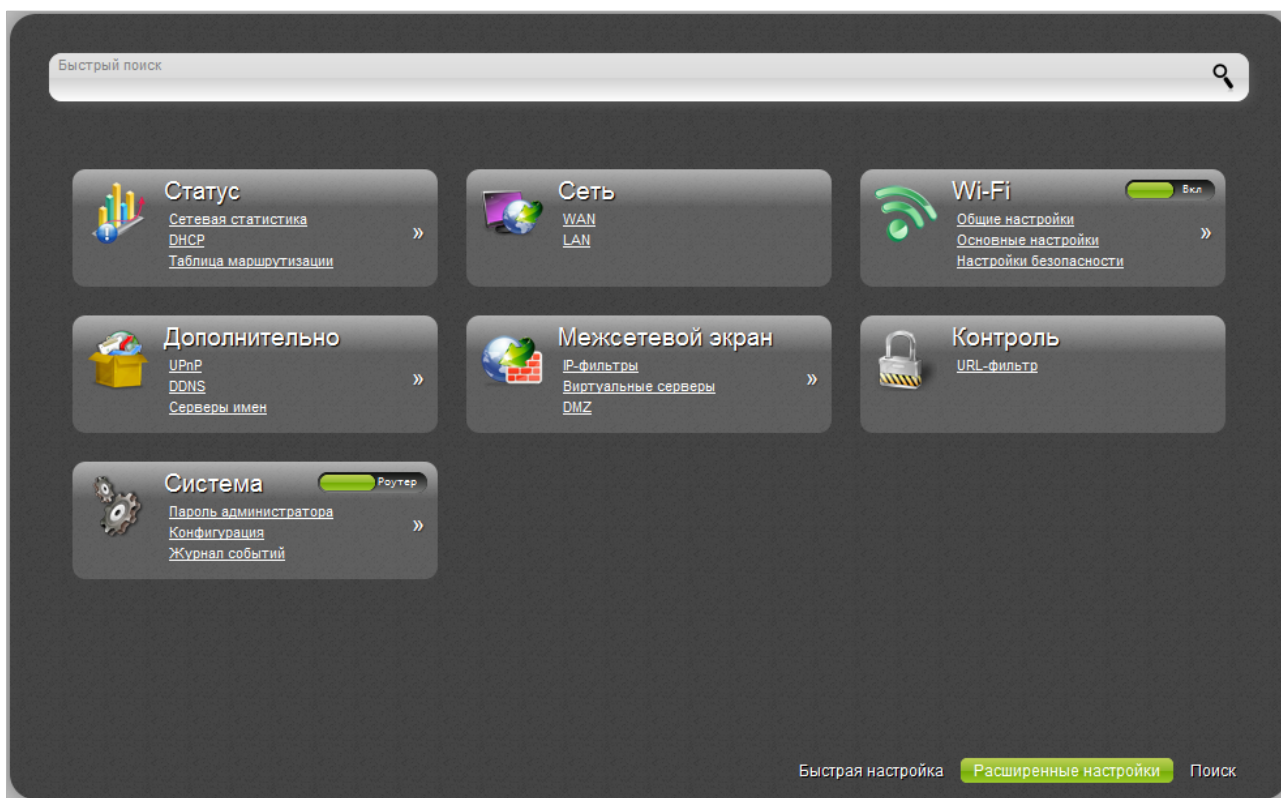 Быстрый поиск
Статус
Сетевая статистика
DHCP
Таблица маршрутизации
»
Сеть
WAN
LAN
Wi-Fi
Вкл
Общие настройки
Основные настройки
Настройки безопасности
»
Дополнительно
UPnP
DDNS
Серверы имен
»
Межсетевой экран
IP-фильтры
Виртуальные серверы
DMZ
»
Контроль
URL-фильтр
Система
Роутер
Пароль администратора
Конфигурация
Журнал событий
»
Быстрая настройка Расширенные настройки Поиск